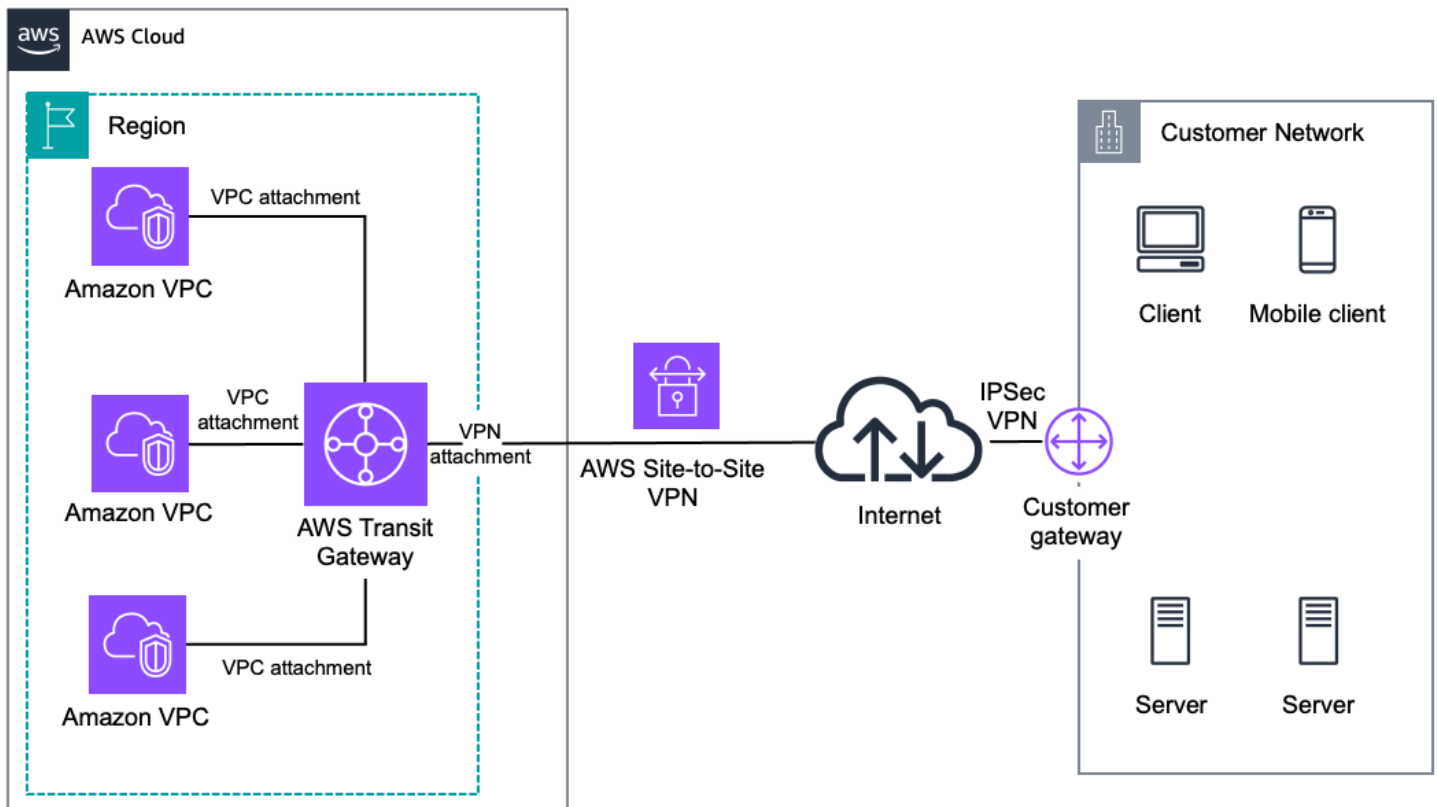 aws
AWS Cloud
Region
VPC attachment
Amazon VPC
VPC
attachment
Amazon VPC
AWS Transit
Gateway
VPC attachment
Amazon VPC
VPN
attachment
AWS Site-to-Site
VPN
Internet
IPSec
VPN
Customer
gateway
Customer Network
Client
Mobile client
Server
Server